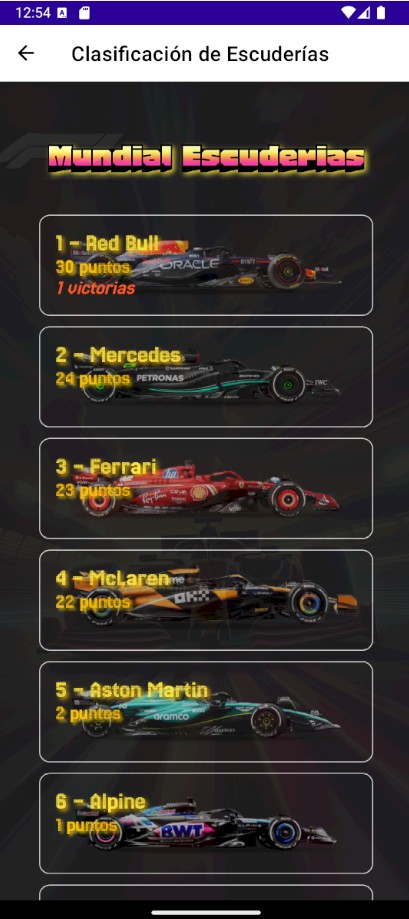 12:54
Clasificación de Escuderías
Mundial Escuderias
1 - Red Bull
30 puntos
1 victorias
ORACLE
2 - Mercedes
24 puntos
PETRONAS
3 - Ferrari
23 puntos
4 - McLaren
22 puntos
OKX
5 - Aston Martin
2 puntos
aramco
6 - Alpine
1 puntos
BWT